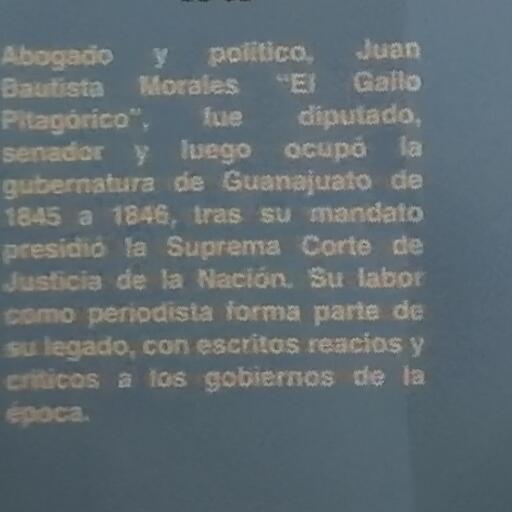 Abogado y político, Juan
Bautista Morales "El Gallo
Pitagórico", fue diputado,
senador y luego ocupó la
gubernatura de Guanajuato de
1845 a 1846, tras su mandato
presidió la Suprema Corte de
Justicia de la Nación. Su labor
como periodista forma parte de
su legado, con escritos reacios y
críticos a los gobiernos de la
época.